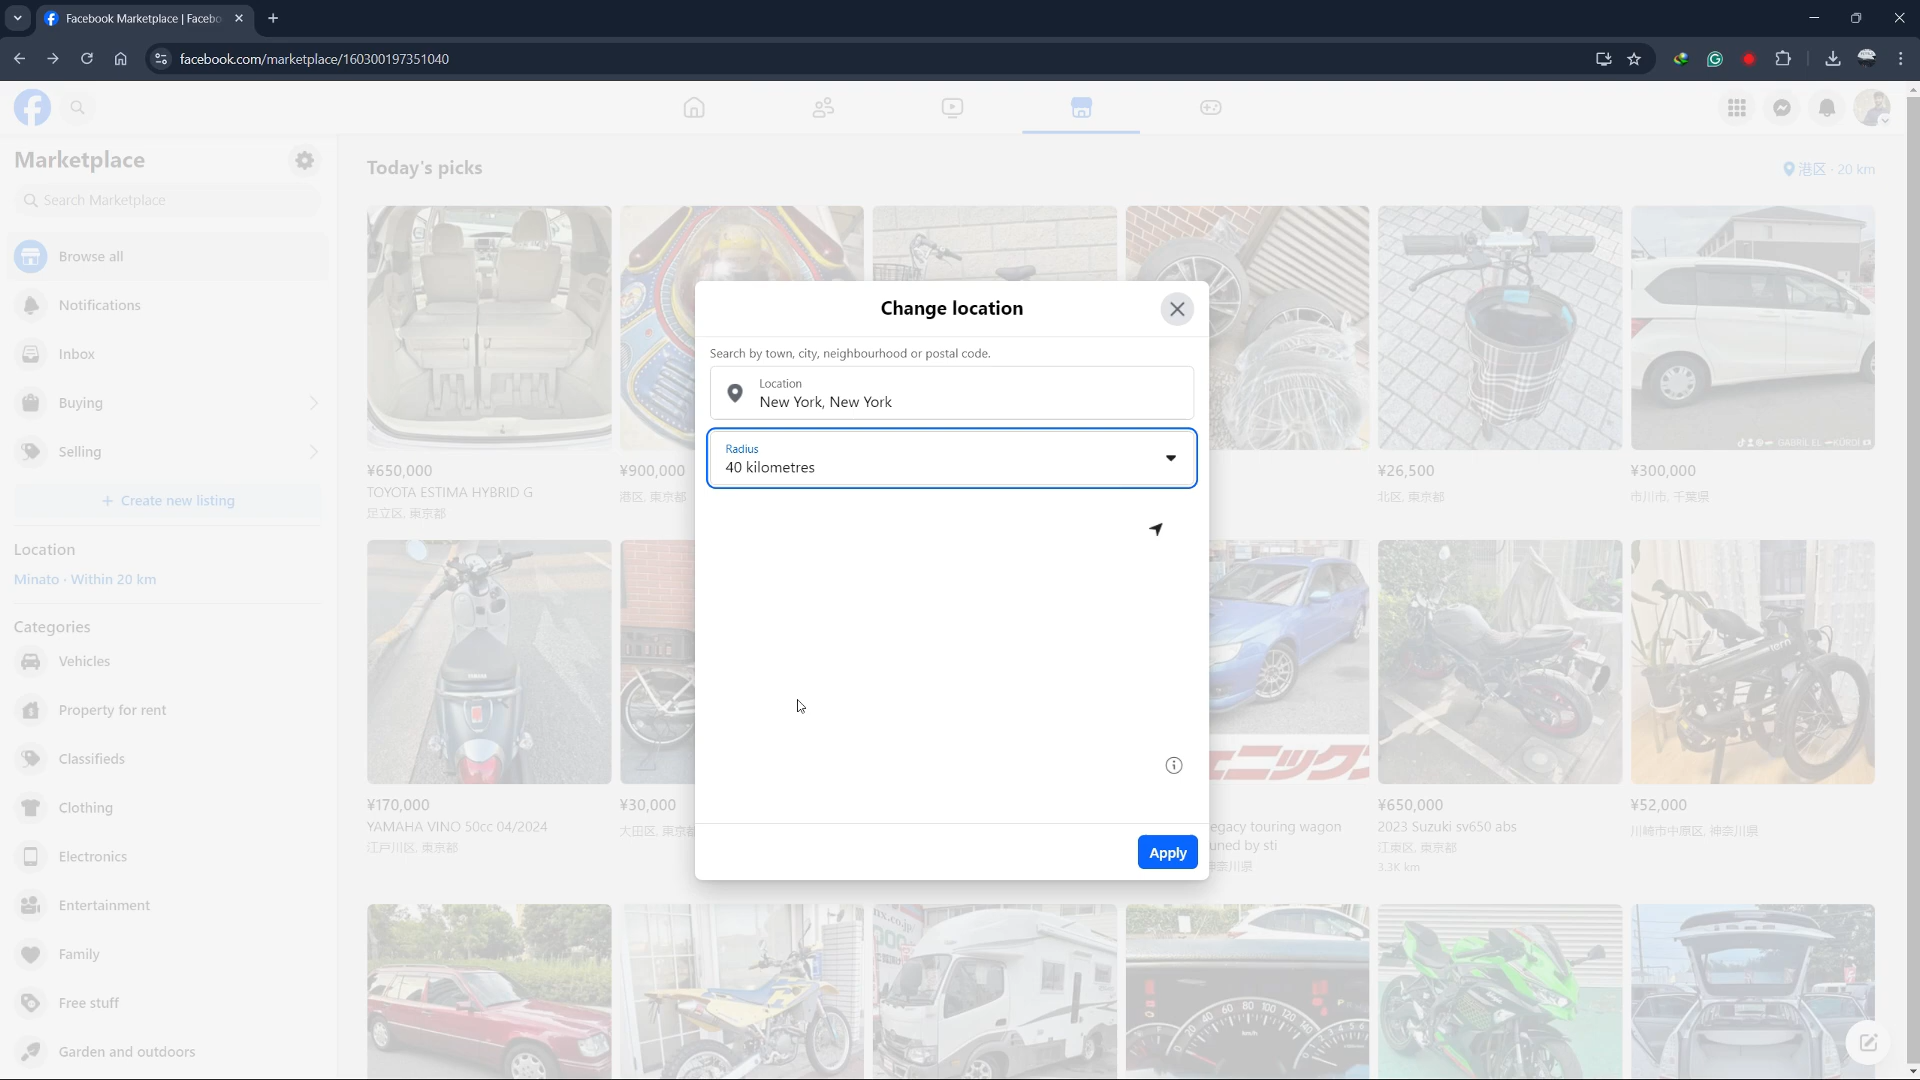 Facebook Marketplace | Facebo
facebook.com/marketplace/160300197351040
Marketplace
Search Marketplace
Browse all
Notifications
Inbox
Buying
Selling
+ Create new listing
Location
Minato · Within 20 km
Categories
Vehicles
Property for rent
Classifieds
Clothing
Electronics
Entertainment
Family
Free stuff
Garden and outdoors
Today's picks
港区 · 20 km
¥650,000
TOYOTA ESTIMA HYBRID G
足立区, 東京都
¥900,000
港区, 東京都
¥26,500
北区, 東京都
¥300,000
市川市, 千葉県
Change location
Search by town, city, neighbourhood or postal code.
Location
New York, New York
Radius
40 kilometres
Apply
¥170,000
YAMAHA VINO 50cc 04/2024
江戸川区, 東京都
¥30,000
大田区, 東京都
egacy touring wagon
uned by sti
¥650,000
2023 Suzuki sv650 abs
江東区, 東京都
3.3K km
¥52,000
川崎市中原区, 神奈川県